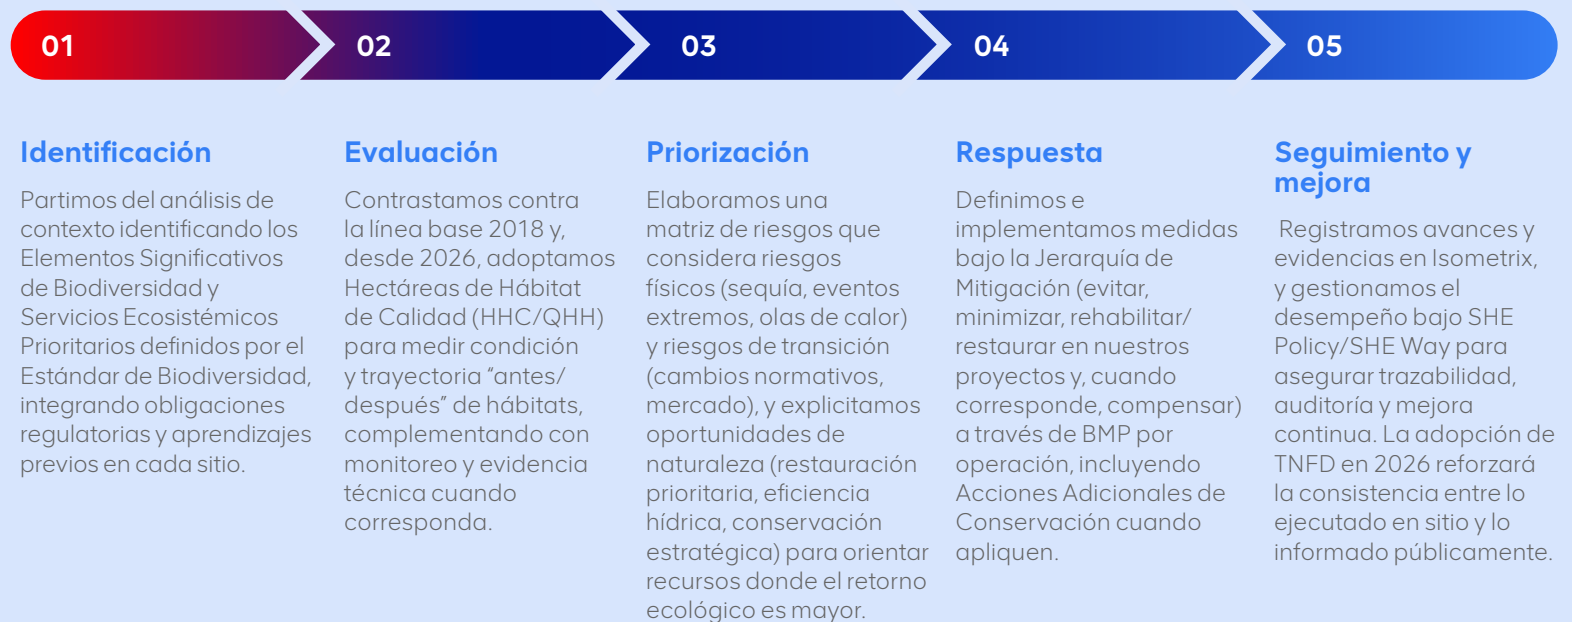 01
02
03
04
05
Identificación
Partimos del análisis de
contexto identificando los
Elementos Significativos
de Biodiversidad y
Servicios Ecosistémicos
Prioritarios definidos por el
Estándar de Biodiversidad,
integrando obligaciones
regulatorias y aprendizajes
previos en cada sitio.
Evaluación
Contrastamos contra
la línea base 2018 y,
desde 2026, adoptamos
Hectáreas de Hábitat
de Calidad (HHC/QHH)
para medir condición
y trayectoria “antes/
después” de hábitats,
complementando con
monitoreo y evidencia
técnica cuando
corresponda.
Priorización
Elaboramos una
matriz de riesgos que
considera riesgos
físicos (sequía, eventos
extremos, olas de calor)
y riesgos de transición
(cambios normativos,
mercado), y explicitamos
oportunidades de
naturaleza (restauración
prioritaria, eficiencia
hídrica, conservación
estratégica) para orientar
recursos donde el retorno
ecológico es mayor.
Respuesta
Definimos e
implementamos medidas
bajo la Jerarquía de
Mitigación (evitar,
minimizar, rehabilitar/
restaurar en nuestros
proyectos y, cuando
corresponde, compensar)
a través de BMP por
operación, incluyendo
Acciones Adicionales de
Conservación cuando
apliquen.
Seguimiento y
mejora
Registramos avances y
evidencias en Isometrix,
y gestionamos el
desempeño bajo SHE
Policy/SHE Way para
asegurar trazabilidad,
auditoría y mejora
continua. La adopción de
TNFD en 2026 reforzará
la consistencia entre lo
ejecutado en sitio y lo
informado públicamente.